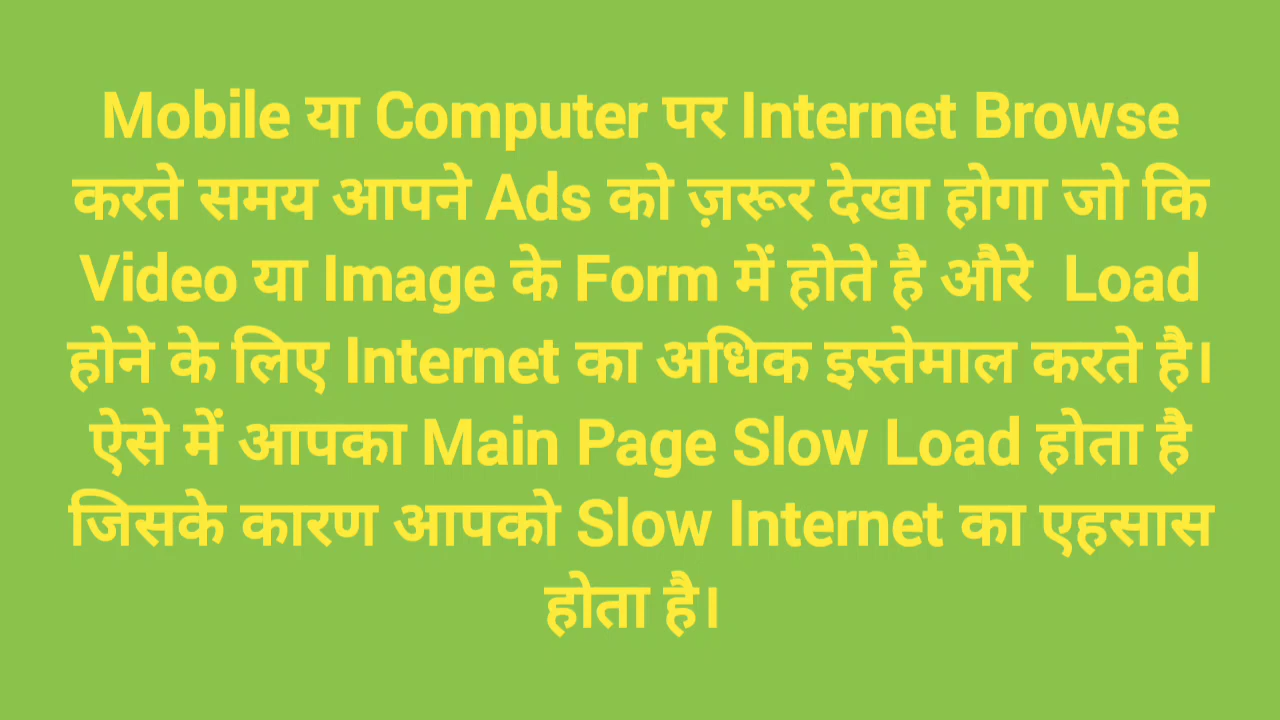 Mobile या Computer पर Internet Browse
करते समय आपने Ads को ज़रूर देखा होगा जो कि
Video या Image के Form में होते है औरे Load
होने के लिए Internet का अधिक इस्तेमाल करते है।
ऐसे में आपका Main Page Slow Load होता है
जिसके कारण आपको Slow Internet का एहसास
होता है।